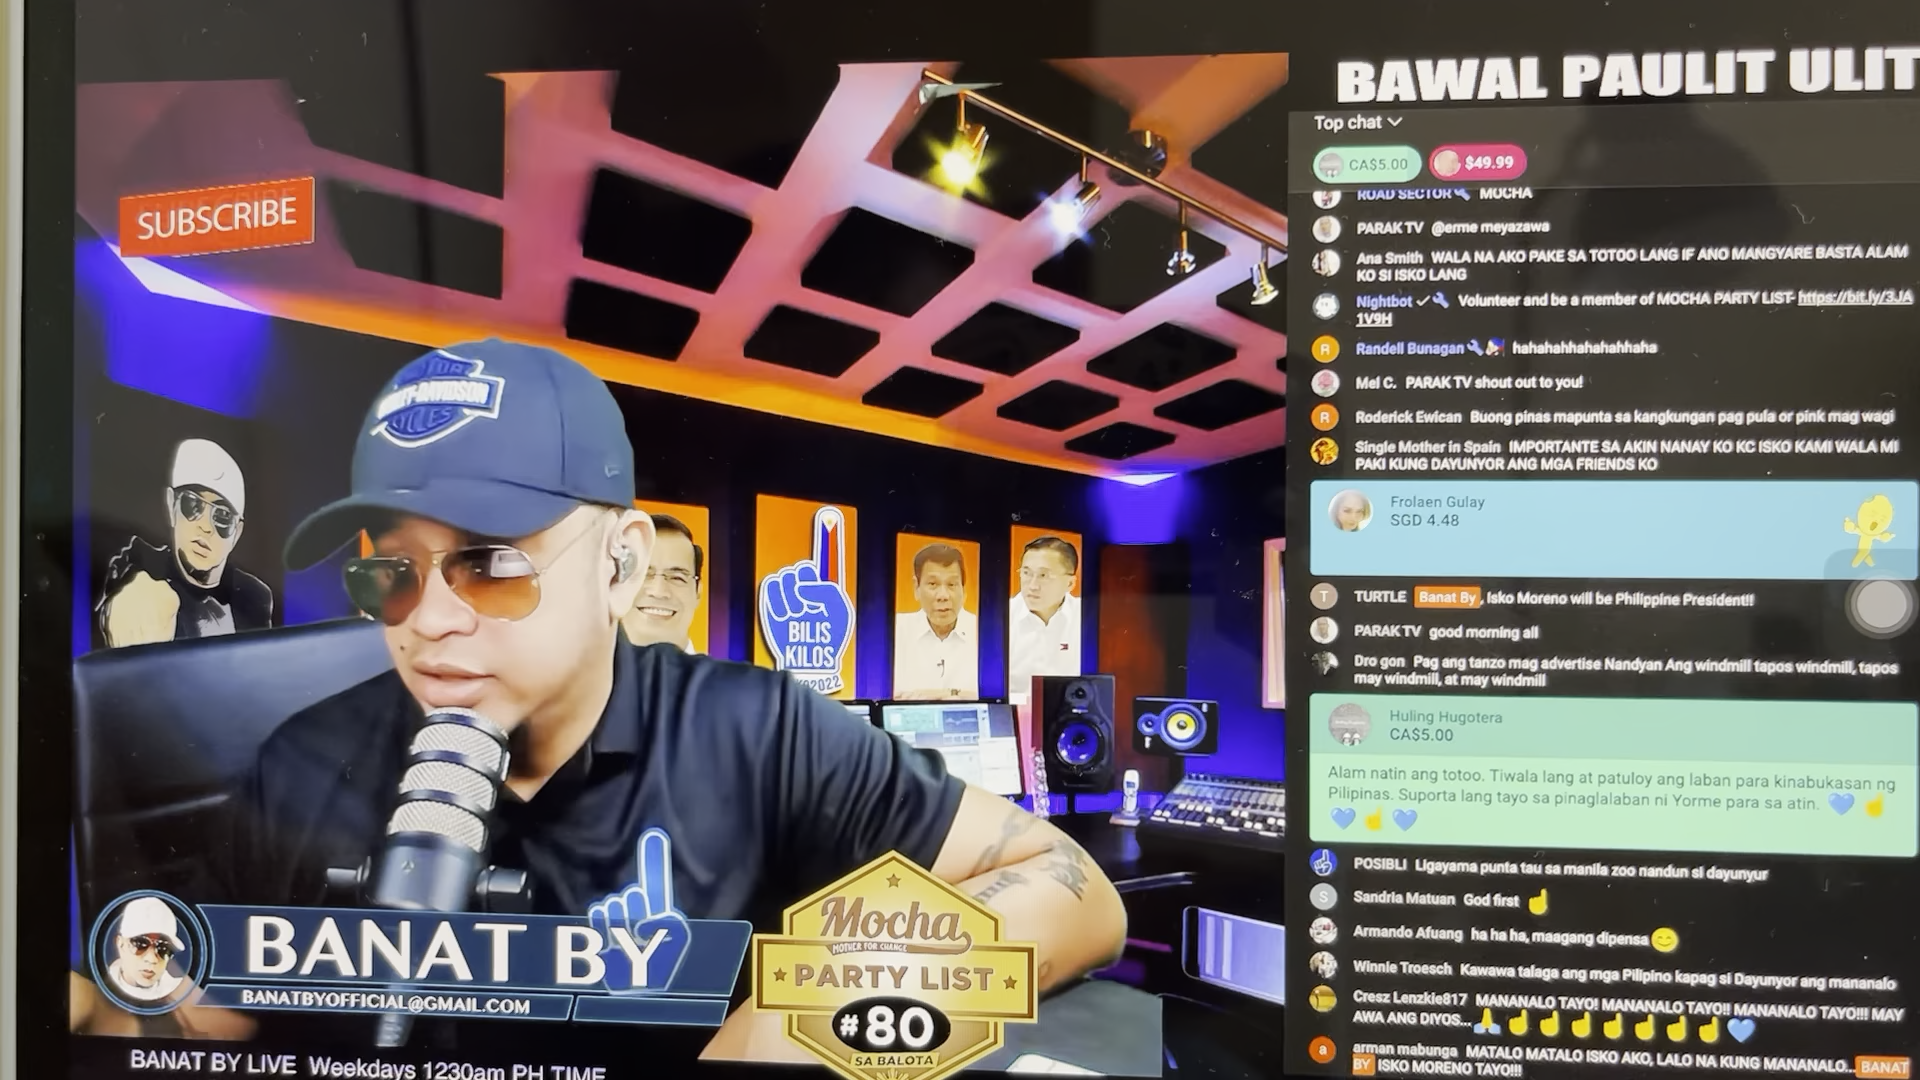 BAWAL PAULIT ULIT
Top chat
CA$5.00 $49.99
ROAD SECTOR MOCHA
PARAK TV @erme meyazawa
Ana Smith WALA NA AKO PAKE SA TOTOO LANG IF ANO MANGYARE BASTA ALAM
KO SI ISKO LANG
Nightbot Volunteer and be a member of MOCHA PARTY LIST- https://bit.ly/3JA
1V9H
R Randell Bunagan hahahahhahahahhaha
Mel C. PARAK TV shout out to you!
R Roderick Ewican Buong pinas mapunta sa kangkungan pag pula or pink mag wagi
Single Mother in Spain IMPORTANTE SA AKIN NANAY KO KC ISKO KAMI WALA MI
PAKI KUNG DAYUNYOR ANG MGA FRIENDS KO
Frolaen Gulay
SGD 4.48
T TURTLE Banat By, Isko Moreno will be Philippine President!!
PARAK TV good morning all
Dro gon Pag ang tanzo mag advertise Nandyan Ang windmill tapos windmill, tapos
may windmill, at may windmill
Huling Hugotera
CA$5.00
Alam natin ang totoo. Tiwala lang at patuloy ang laban para kinabukasan ng
Pilipinas. Suporta lang tayo sa pinaglalaban ni Yorme para sa atin. 💙 ☝️
💙 ☝️ 💙
POSIBLI Ligayama punta tau sa manila zoo nandun si dayunyur
S Sandria Matuan God first ☝️
Armando Afuang ha ha ha, maagang dipensa 😊
Winnie Troesch Kawawa talaga ang mga Pilipino kapag si Dayunyor ang mananalo
Cresz Lenzkie817 MANANALO TAYO! MANANALO TAYO!! MANANALO TAYO!!! MAY
AWA ANG DIYOS... 🙏 ☝️ ☝️ ☝️ ☝️ ☝️ ☝️ ☝️ 💙
a arman mabunga MATALO MATALO ISKO AKO, LALO NA KUNG MANANALO... BANAT
BY ISKO MORENO TAYO!!!
SUBSCRIBE
BILIS
KILOS
2022
BANAT BY
BANATBYOFFICIAL@GMAIL.COM
Mocha
MOTHER FOR CHANGE
PARTY LIST
#80
SA BALOTA
BANAT BY LIVE Weekdays 1230am PH TIME